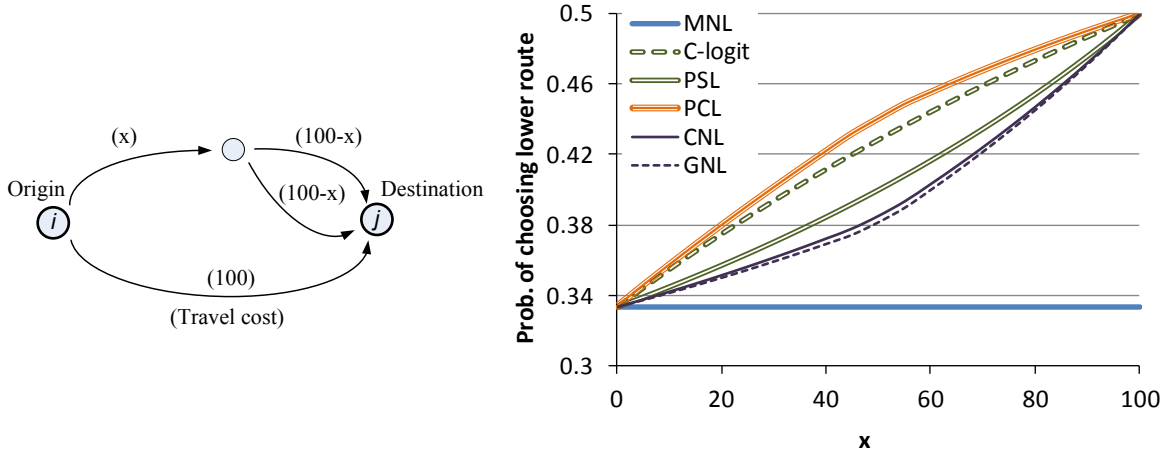 (x)
(100-x)
Origin
(100-x)
Destination
i
j
(100)
(Travel cost)
Prob. of choosing lower route
0.5
0.46
0.42
0.38
0.34
0.3
MNL
C-logit
PSL
PCL
CNL
GNL
0 20 40 60 80 100
x